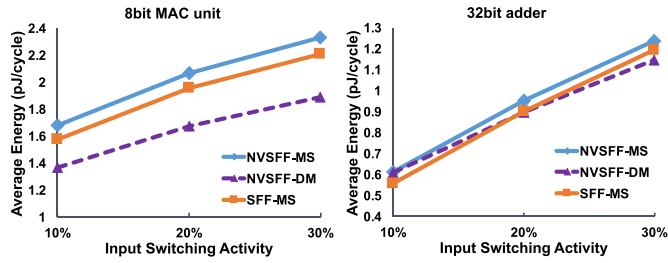 8bit MAC unit
Average Energy (pJ/cycle)
2.4
2.2
2
1.8
1.6
1.4
1.2
1
NVSFF-MS
NVSFF-DM
SFF-MS
10%
20%
30%
Input Switching Activity
32bit adder
Average Energy (pJ/cycle)
1.3
1.2
1.1
1
0.9
0.8
0.7
0.6
0.5
0.4
NVSFF-MS
NVSFF-DM
SFF-MS
10%
20%
30%
Input Switching Activity